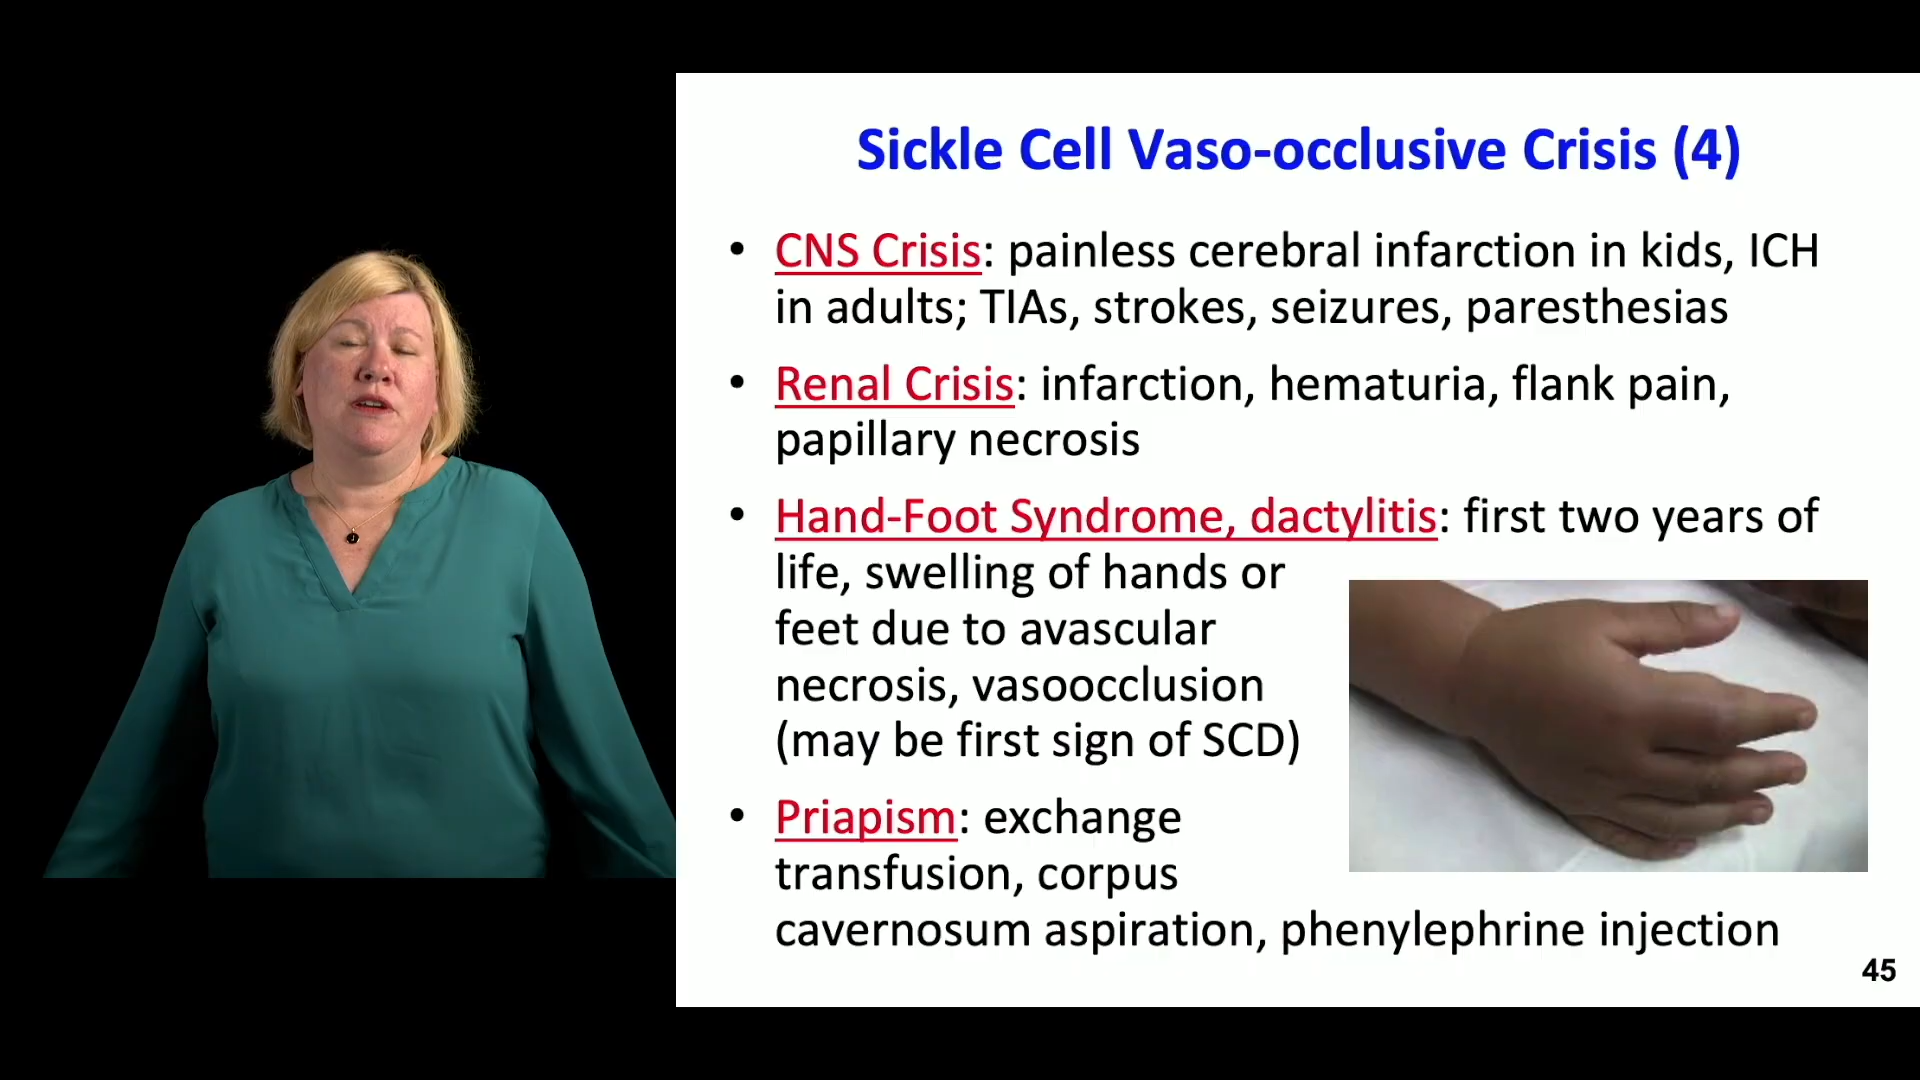 Sickle Cell Vaso-occlusive Crisis (4)
• CNS Crisis: painless cerebral infarction in kids, ICH
in adults; TIAs, strokes, seizures, paresthesias
• Renal Crisis: infarction, hematuria, flank pain,
papillary necrosis
• Hand-Foot Syndrome, dactylitis: first two years of
life, swelling of hands or
feet due to avascular
necrosis, vasoocclusion
(may be first sign of SCD)
• Priapism: exchange
transfusion, corpus
cavernosum aspiration, phenylephrine injection
45